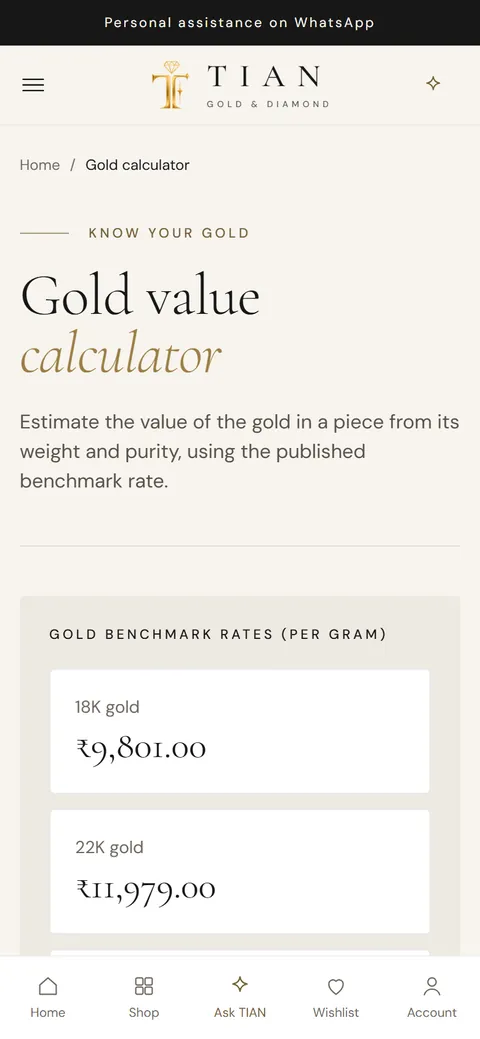 Personal assistance on WhatsApp
TIAN
GOLD & DIAMOND
Home / Gold calculator
KNOW YOUR GOLD
Gold value
calculator
Estimate the value of the gold in a piece from its
weight and purity, using the published
benchmark rate.
GOLD BENCHMARK RATES (PER GRAM)
18K gold
₹9,801.00
22K gold
₹11,979.00
Home Shop Ask TIAN Wishlist Account